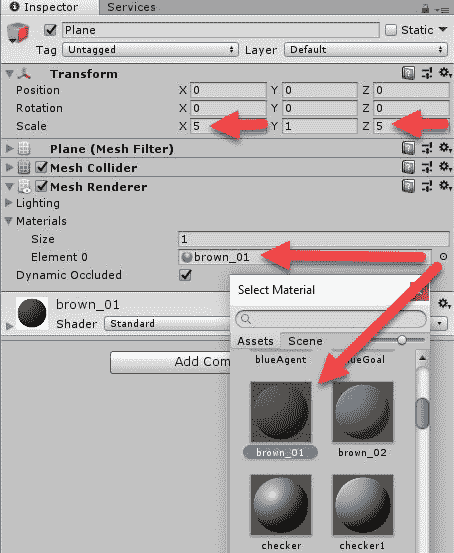 Inspector Services
Plane Static
Tag Untagged Layer Default
Transform
Position X 0 Y 0 Z 0
Rotation X 0 Y 0 Z 0
Scale X 5 Y 1 Z 5
Plane (Mesh Filter)
Mesh Collider
Mesh Renderer
Lighting
Materials
Size 1
Element 0 brown_01
Dynamic Occluded
Select Material
brown_01
Shader Standard
Assets Scene
blueAgent
Add Com
brown_01 brown_02
checker checker1